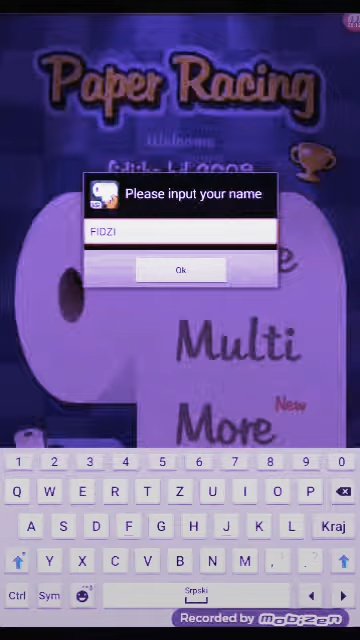 Paper Racing
Welcome
Please input your name
FIDZI
Ok
Multi
New
More
1 2 3 4 5 6 7 8 9 0
Q W E R T Z U I O P
A S D F G H J K L Kraj
Y X C V B N M , .
Ctrl Sym Srpski
Recorded by Mobizen